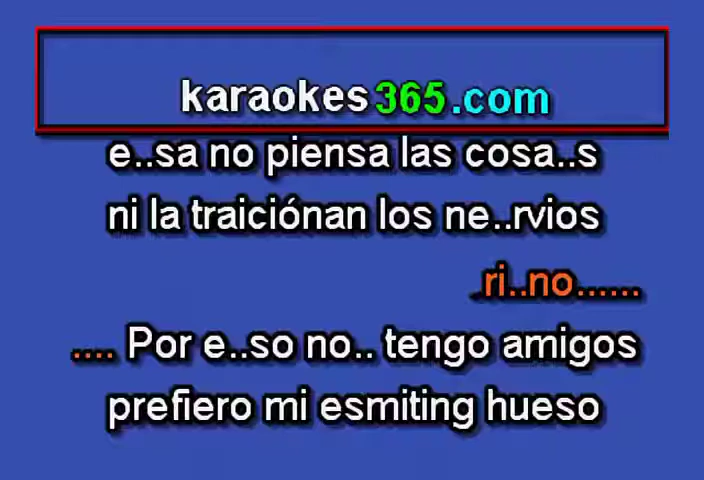 karaokes365.com
e..sa no piensa las cosa..s
ni la traiciónan los ne..rvios
.ri..no......
.... Por e..so no.. tengo amigos
prefiero mi esmiting hueso